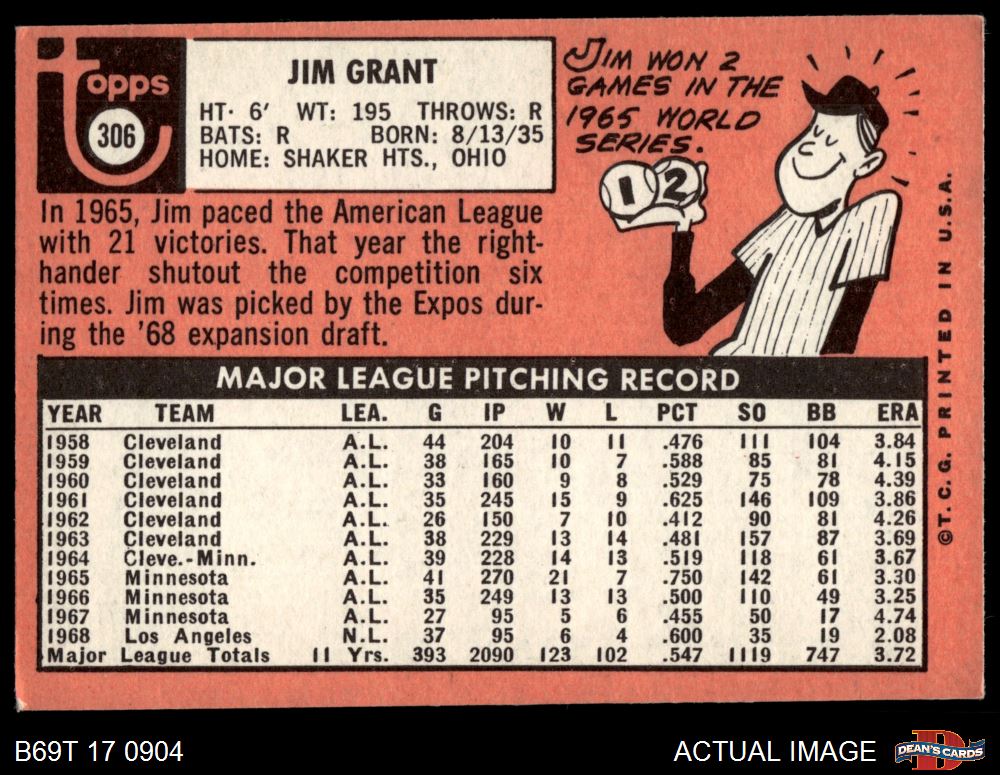 Topps
306
JIM GRANT
HT· 6' WT: 195 THROWS: R
BATS: R BORN: 8/13/35
HOME: SHAKER HTS., OHIO
JIM WON 2
GAMES IN THE
1965 WORLD
SERIES.
1 2
In 1965, Jim paced the American League
with 21 victories. That year the right-
hander shutout the competition six
times. Jim was picked by the Expos dur-
ing the '68 expansion draft.
MAJOR LEAGUE PITCHING RECORD
YEAR TEAM LEA. G IP W L PCT SO BB ERA
1958 Cleveland A.L. 44 204 10 11 .476 111 104 3.84
1959 Cleveland A.L. 38 165 10 7 .588 85 81 4.15
1960 Cleveland A.L. 33 160 9 8 .529 75 78 4.39
1961 Cleveland A.L. 35 245 15 9 .625 146 109 3.86
1962 Cleveland A.L. 26 150 7 10 .412 90 81 4.26
1963 Cleveland A.L. 38 229 13 14 .481 157 87 3.69
1964 Cleve.-Minn. A.L. 39 228 14 13 .519 118 61 3.67
1965 Minnesota A.L. 41 270 21 7 .750 142 61 3.30
1966 Minnesota A.L. 35 249 13 13 .500 110 49 3.25
1967 Minnesota A.L. 27 95 5 6 .455 50 17 4.74
1968 Los Angeles N.L. 37 95 6 4 .600 35 19 2.08
Major League Totals 11 Yrs. 393 2090 123 102 .547 1119 747 3.72
©T.C.G. PRINTED IN U.S.A.
B69T 17 0904
ACTUAL IMAGE
DEAN'S CARDS